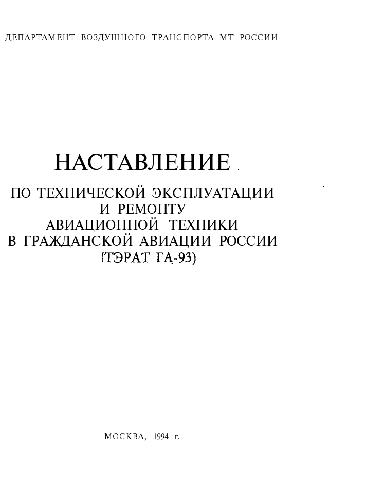 ДЕПАРТАМЕНТ ВОЗДУШНОГО ТРАНСПОРТА МТ РОССИИ
НАСТАВЛЕНИЕ
ПО ТЕХНИЧЕСКОЙ ЭКСПЛУАТАЦИИ
И РЕМОНТУ
АВИАЦИОННОЙ ТЕХНИКИ
В ГРАЖДАНСКОЙ АВИАЦИИ РОССИИ
(ТЭРАТ ГА-93)
МОСКВА, 1994 г.